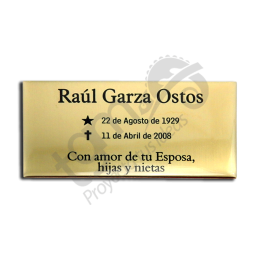 Raúl Garza Ostos
★ 22 de Agosto de 1929
✝ 11 de Abril de 2008
Con amor de tu Esposa,
hijas y nietas